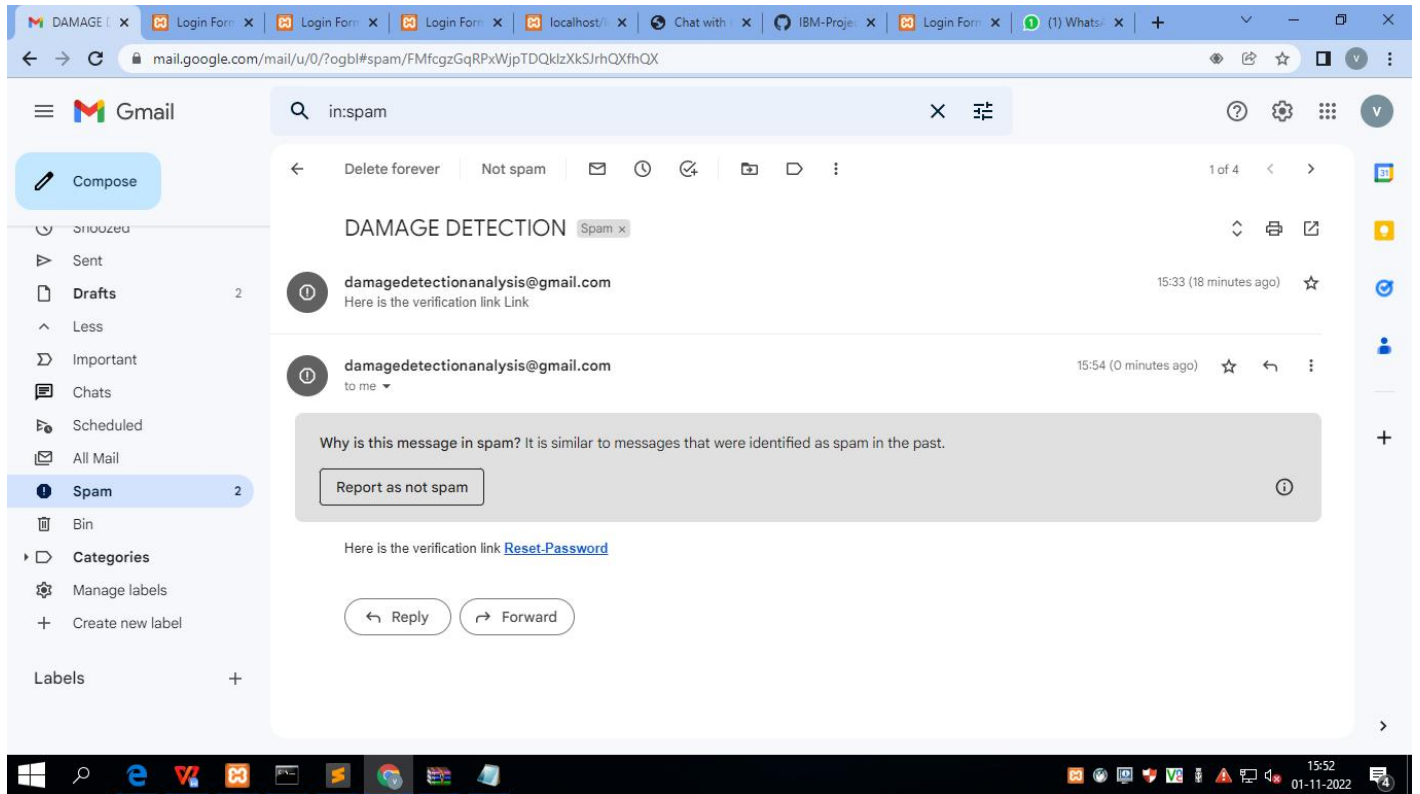 DAMAGE D
Login Form
Login Form
Login Form
localhost/
Chat with
IBM-Projec
Login Form
(1) WhatsA
mail.google.com/mail/u/0/?ogbl#spam/FMfcgzGqRPxWjpTDQklzXkSJrhQXfhQX
V
Gmail
in:spam
V
Compose
Delete forever
Not spam
1 of 4
31
Snoozed
DAMAGE DETECTION
Spam ×
Sent
Drafts 2
Less
Important
Chats
Scheduled
All Mail
Spam 2
Bin
Categories
Manage labels
Create new label
Labels
damagedetectionanalysis@gmail.com
15:33 (18 minutes ago)
Here is the verification link Link
damagedetectionanalysis@gmail.com
15:54 (0 minutes ago)
to me
Why is this message in spam? It is similar to messages that were identified as spam in the past.
Report as not spam
Here is the verification link Reset-Password
Reply
Forward
15:52
01-11-2022
4